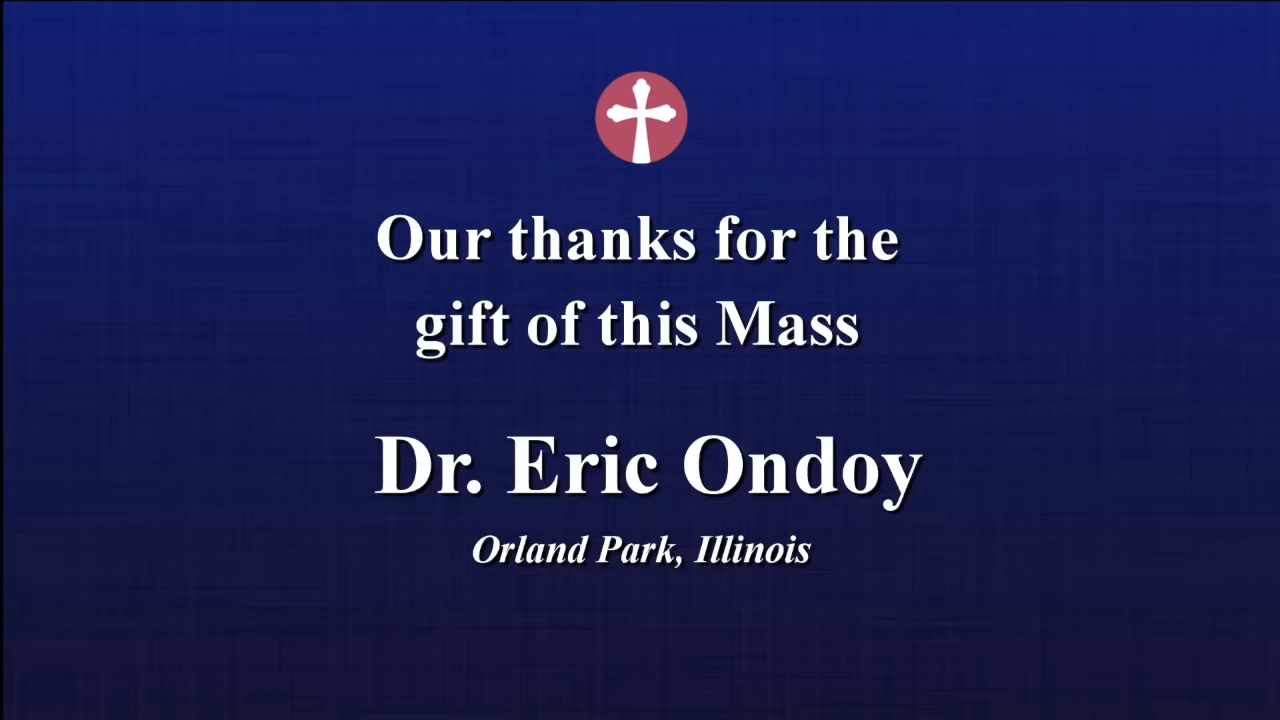 Our thanks for the
gift of this Mass
Dr. Eric Ondoy
Orland Park, Illinois